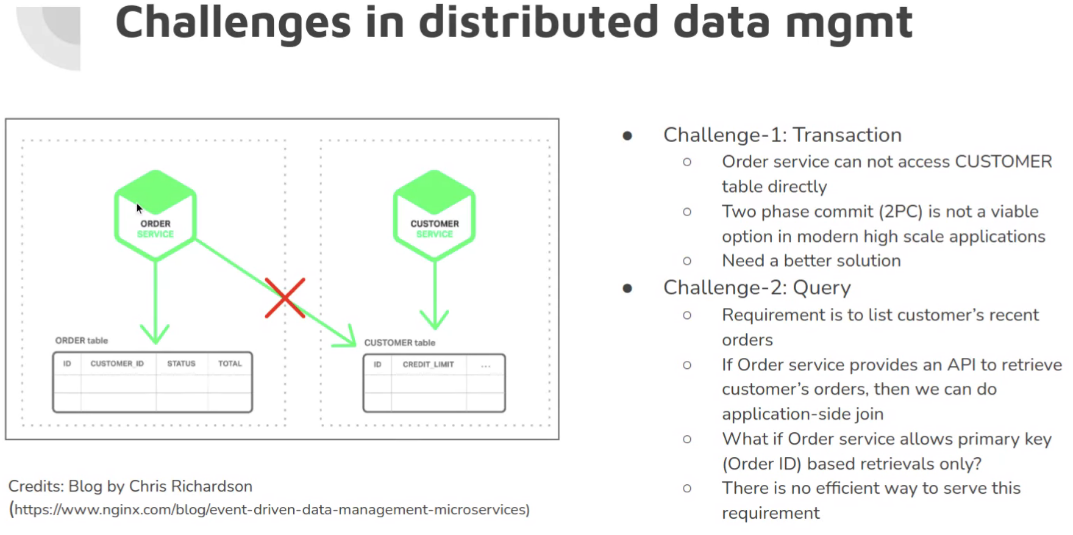 Challenges in distributed data mgmt
ORDER
SERVICE
CUSTOMER
SERVICE
ORDER table
ID CUSTOMER_ID STATUS TOTAL
CUSTOMER table
ID CREDIT_LIMIT ...
Credits: Blog by Chris Richardson
(https://www.nginx.com/blog/event-driven-data-management-microservices)
● Challenge-1: Transaction
○ Order service can not access CUSTOMER
table directly
○ Two phase commit (2PC) is not a viable
option in modern high scale applications
○ Need a better solution
● Challenge-2: Query
○ Requirement is to list customer's recent
orders
○ If Order service provides an API to retrieve
customer's orders, then we can do
application-side join
○ What if Order service allows primary key
(Order ID) based retrievals only?
○ There is no efficient way to serve this
requirement